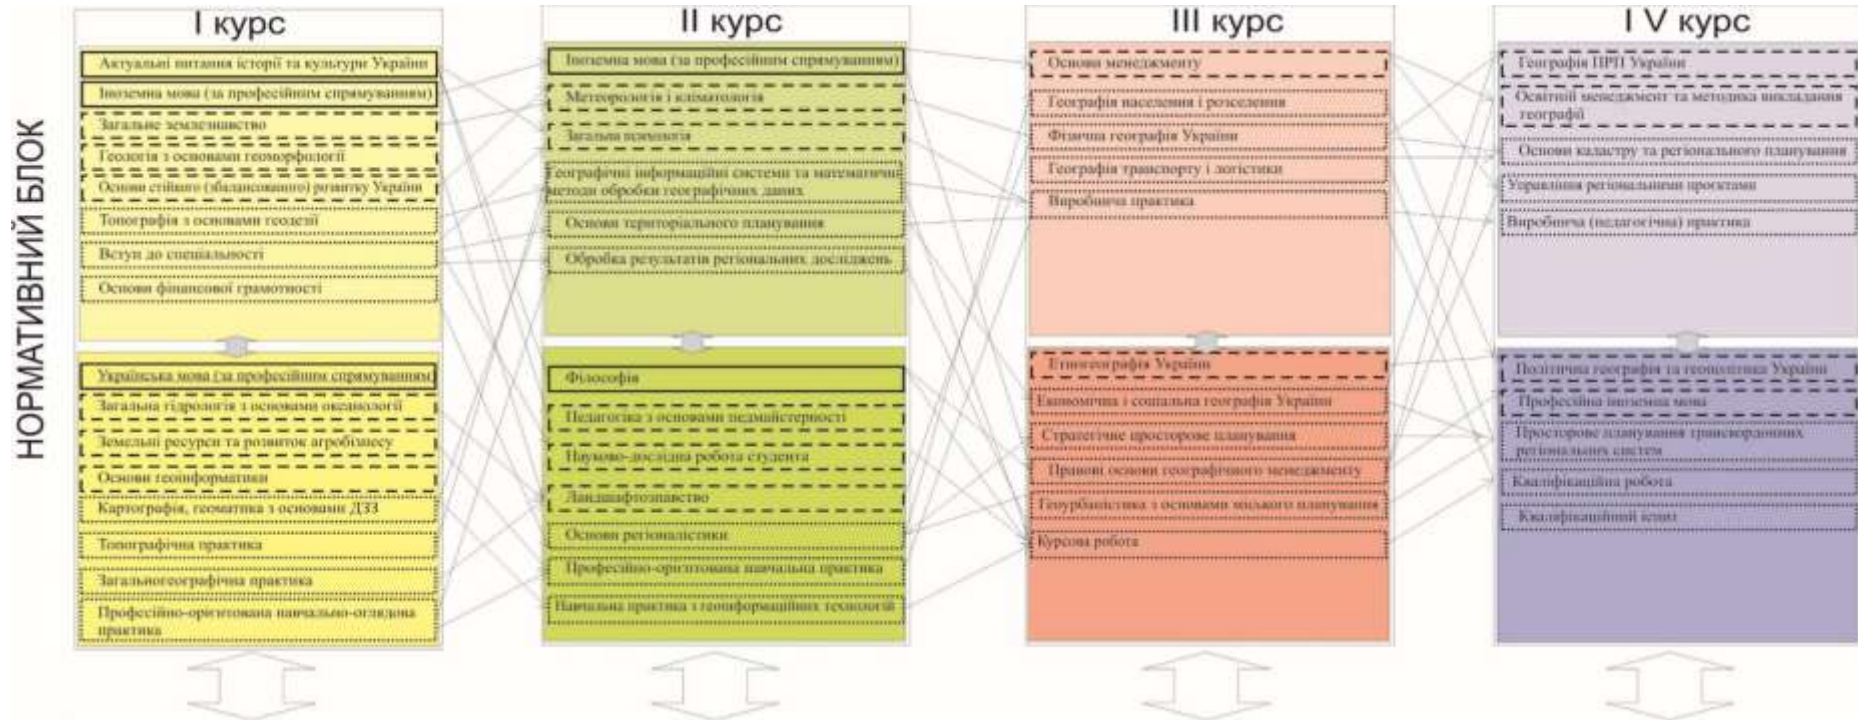 НОРМАТИВНИЙ БЛОК
I курс
Актуальні питання історії та культури України
Іноземна мова (за професійним спрямуванням)
Загальне землезнавство
Геологія з основами геоморфології
Основи стійкого (збалансованого) розвитку України
Топографія з основами геодезії
Вступ до спеціальності
Основи фінансової грамотності
Українська мова (за професійним спрямуванням)
Загальна гідрологія з основами океанології
Земельні ресурси та розвиток агробізнесу
Основи геоінформатики
Картографія, геоматика з основами ДЗЗ
Топографічна практика
Загальногеографічна практика
Професійно-орієнтована навчально-оглядова
практика
II курс
Іноземна мова (за професійним спрямуванням)
Метеорологія і кліматологія
Загальна психологія
Географічні інформаційні системи та математичні
методи обробки географічних даних
Основи територіального планування
Обробка результатів регіональних досліджень
Філософія
Педагогіка з основами педмайстерності
Науково-дослідна робота студента
Ландшафтознавство
Основи регіоналістики
Професійно-орієнтована навчальна практика
Навчальна практика з геоінформаційних технологій
III курс
Основи менеджменту
Географія населення і розселення
Фізична географія України
Географія транспорту і логістики
Виробнича практика
Етногеографія України
Економічна і соціальна географія України
Стратегічне просторове планування
Правові основи географічного менеджменту
Геоурбаністика з основами міського планування
Курсова робота
I V курс
Географія ПРП України
Освітній менеджмент та методика викладання
географії
Основи кадастру та регіонального планування
Управління регіональними проєктами
Виробнича (педагогічна) практика
Політична географія та геополітика України
Професійна іноземна мова
Просторове планування транскордонних
регіональних систем
Кваліфікаційна робота
Кваліфікаційний іспит